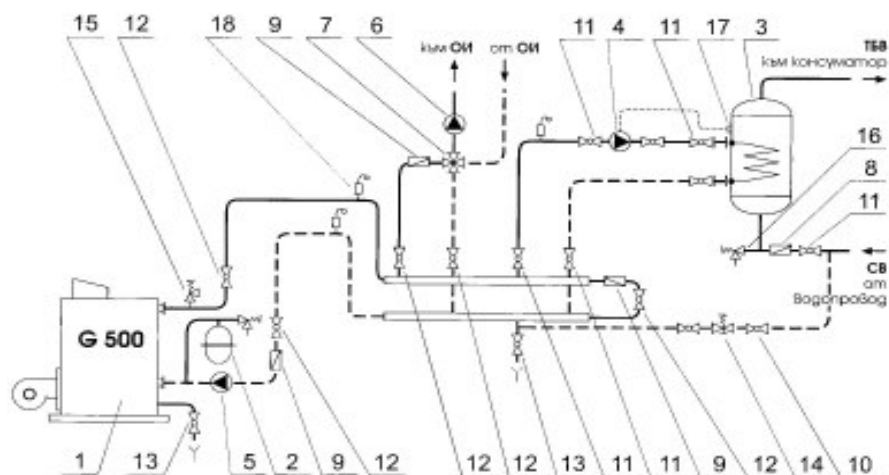 15 12 18 9 7 6 11 4 11 17 3
към ОИ от ОИ
ТБВ
към консуматор
16
8
11
СВ
от
Водопровод
G 500
1 13 5 2 9 12 12 12 13 11 11 9 12 14 10